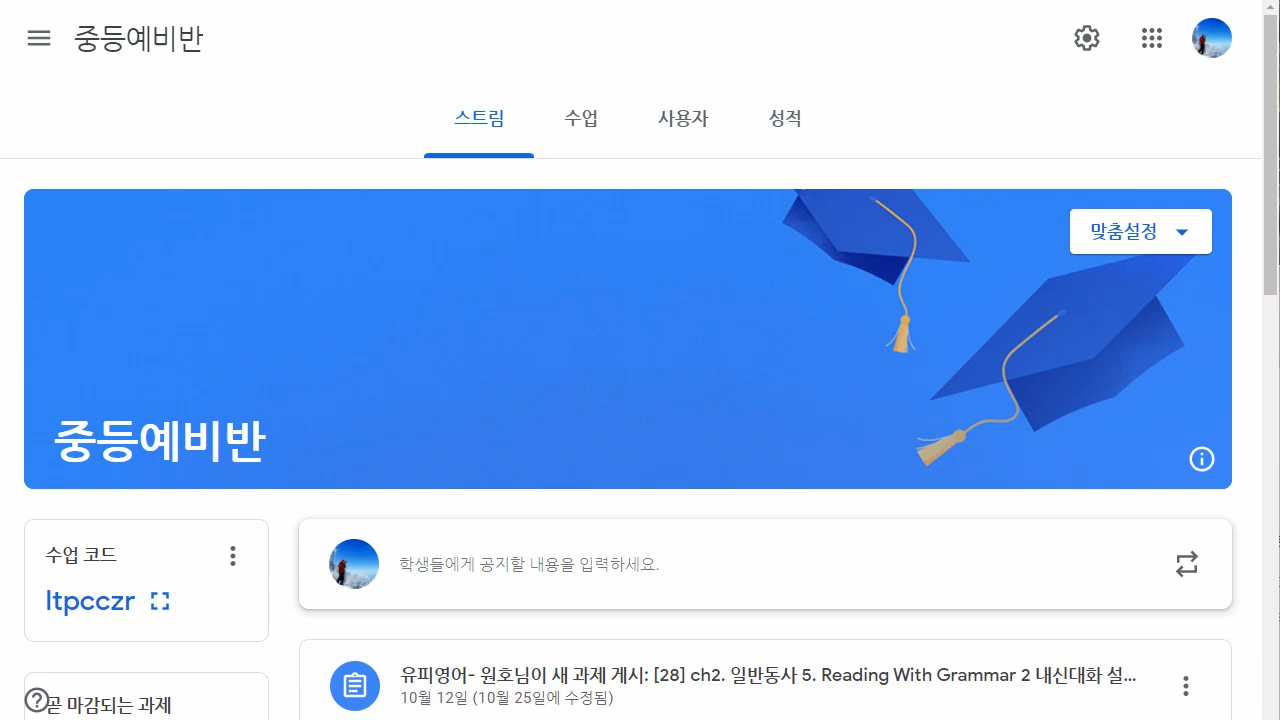 중등예비반
스트림
수업
사용자
성적
맞춤설정
중등예비반
수업 코드
ltpcczr
학생들에게 공지할 내용을 입력하세요.
유피영어- 원호님이 새 과제 게시: [28] ch2. 일반동사 5. Reading With Grammar 2 내신대화 설...
10월 12일 (10월 25일에 수정됨)
곧 마감되는 과제